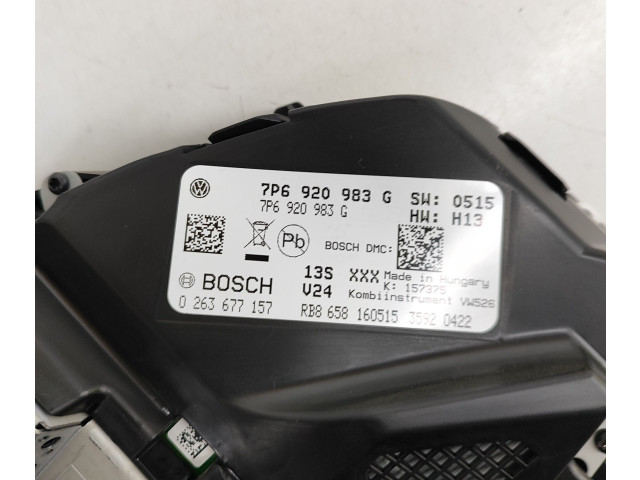 7P6 920 983 G SW: 0515
7P6 920 983 G HW: H13
Pb BOSCH DMC:
BOSCH 13S XXX Made in Hungary
V24 K: 157375
Kombiinstrument VW526
0 263 677 157 RB8 658 160515 3592 0422